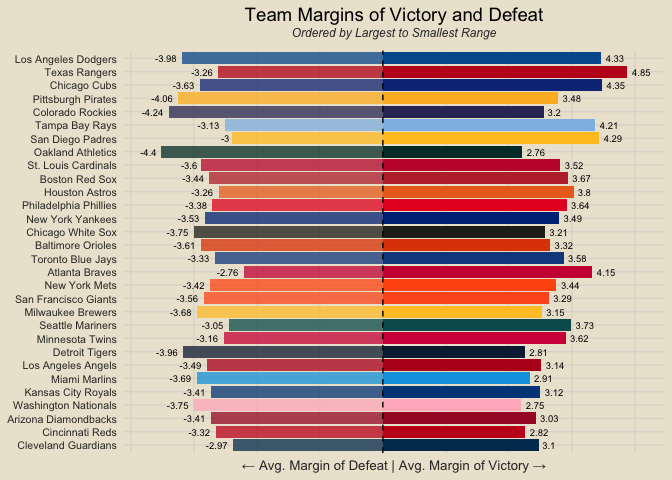 Team Margins of Victory and Defeat
Ordered by Largest to Smallest Range
Los Angeles Dodgers -3.98 4.33
Texas Rangers -3.26 4.85
Chicago Cubs -3.63 4.35
Pittsburgh Pirates -4.06 3.48
Colorado Rockies -4.24 3.2
Tampa Bay Rays -3.13 4.21
San Diego Padres -3 4.29
Oakland Athletics -4.4 2.76
St. Louis Cardinals -3.6 3.52
Boston Red Sox -3.44 3.67
Houston Astros -3.26 3.8
Philadelphia Phillies -3.38 3.64
New York Yankees -3.53 3.49
Chicago White Sox -3.75 3.21
Baltimore Orioles -3.61 3.32
Toronto Blue Jays -3.33 3.58
Atlanta Braves -2.76 4.15
New York Mets -3.42 3.44
San Francisco Giants -3.56 3.29
Milwaukee Brewers -3.68 3.15
Seattle Mariners -3.05 3.73
Minnesota Twins -3.16 3.62
Detroit Tigers -3.96 2.81
Los Angeles Angels -3.49 3.14
Miami Marlins -3.69 2.91
Kansas City Royals -3.41 3.12
Washington Nationals -3.75 2.75
Arizona Diamondbacks -3.41 3.03
Cincinnati Reds -3.32 2.82
Cleveland Guardians -2.97 3.1
← Avg. Margin of Defeat | Avg. Margin of Victory →